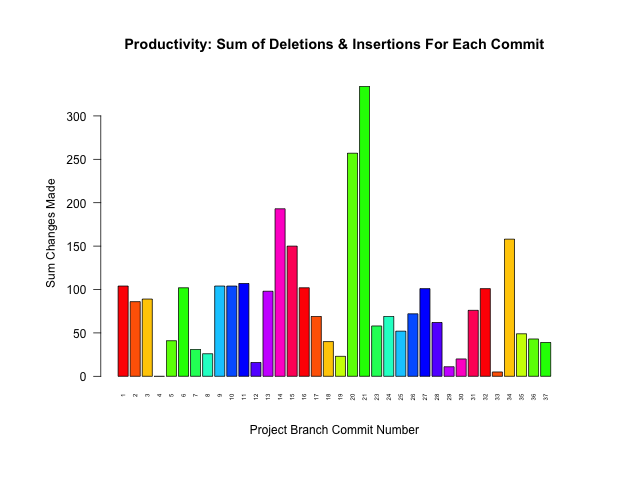 Productivity: Sum of Deletions & Insertions For Each Commit
Sum Changes Made
300
250
200
150
100
50
0
1 2 3 4 5 6 7 8 9 10 11 12 13 14 15 16 17 18 19 20 21 23 24 25 26 27 28 29 30 31 32 33 34 35 36 37
Project Branch Commit Number